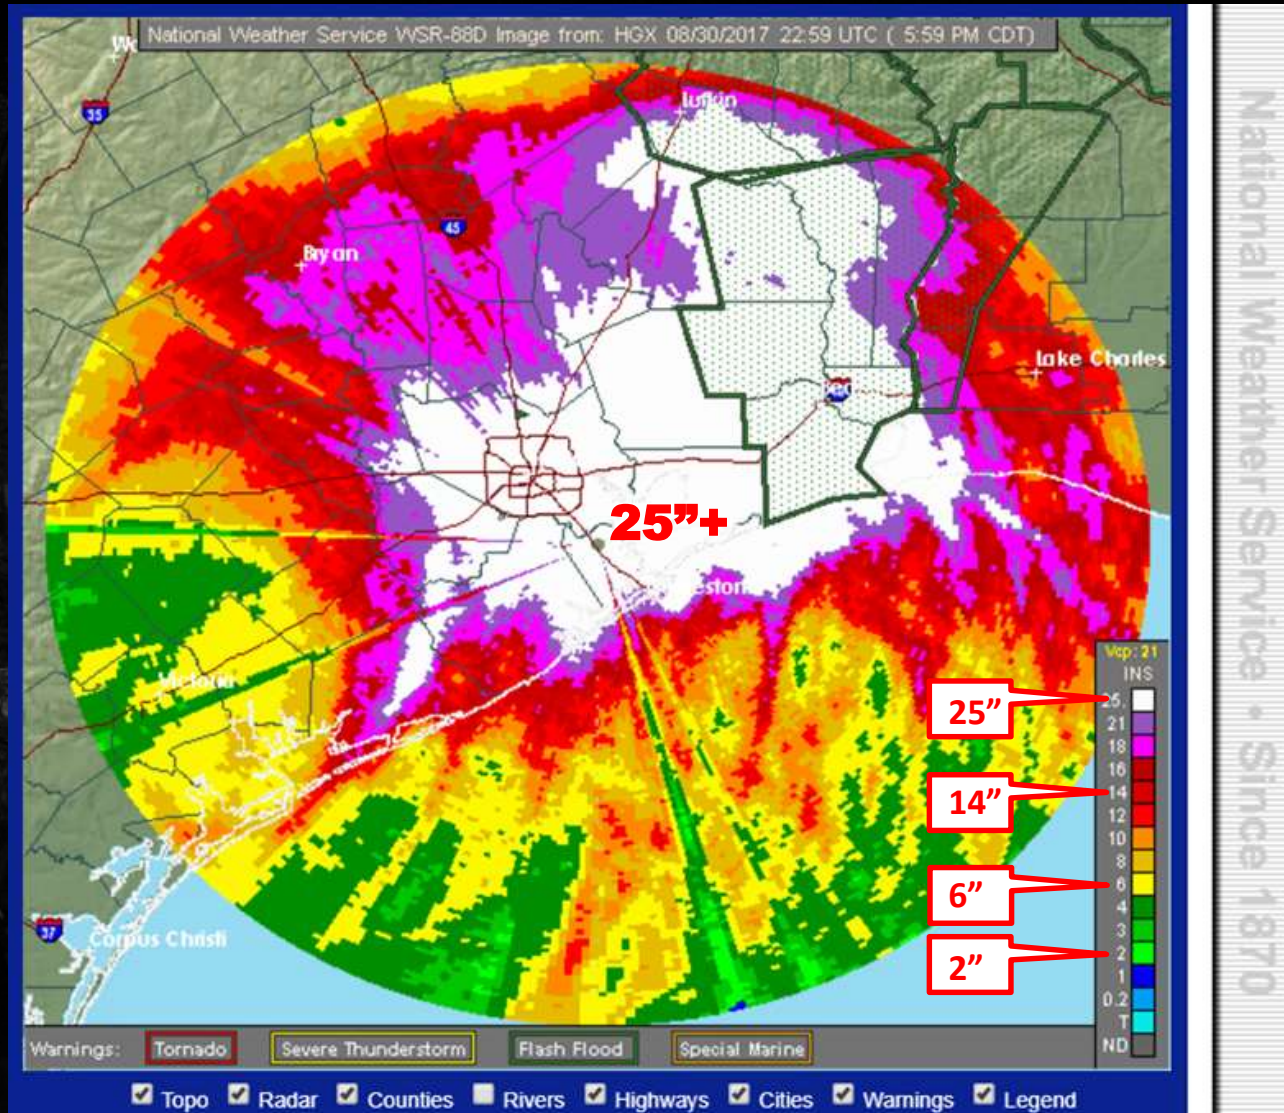 National Weather Service WSR-88D Image from: HGX 08/30/2017 22:59 UTC ( 5:59 PM CDT)
35
Lufkin
45
Bryan
Lake Charles
25”+
Victoria
37
Corpus Christi
Vcp: 21
INS
25.
21
18
16
14
12
10
8
6
4
3
2
1
0.2
T
ND
25”
14”
6”
2”
Warnings: Tornado Severe Thunderstorm Flash Flood Special Marine
Topo Radar Counties Rivers Highways Cities Warnings Legend
National Weather Service • Since 1870